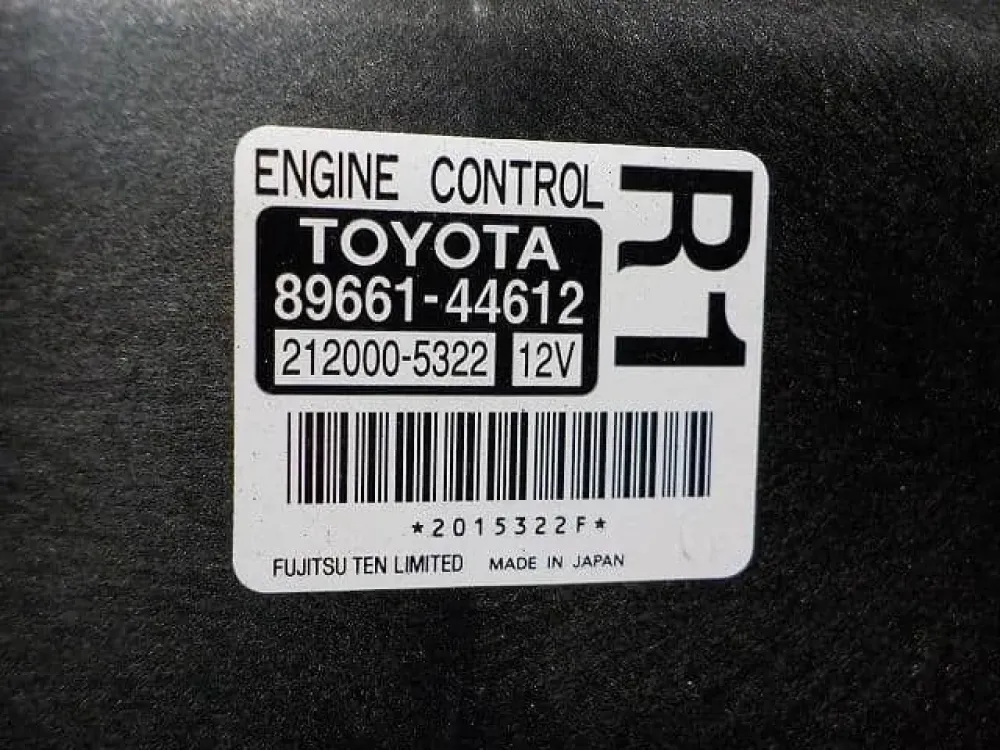 ENGINE CONTROL
R1
TOYOTA
89661-44612
212000-5322 12V
*2015322F*
FUJITSU TEN LIMITED MADE IN JAPAN